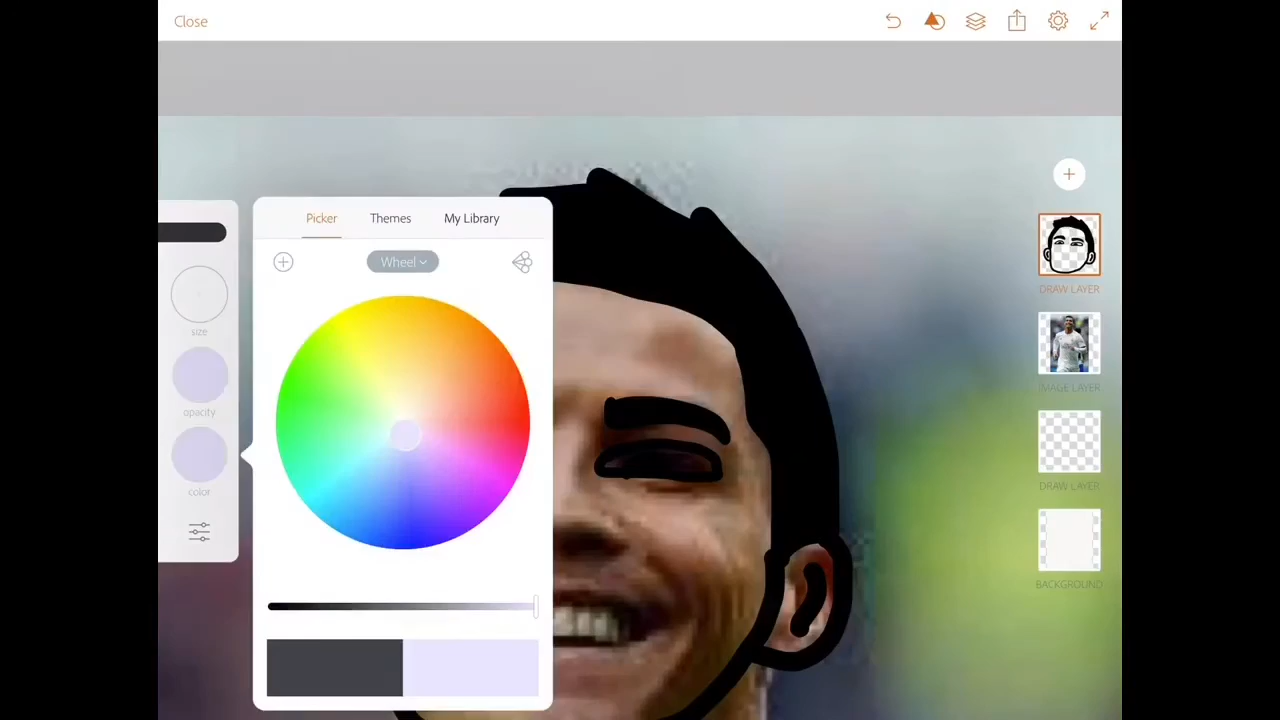 Close
Picker Themes My Library
Wheel
size
opacity
color
DRAW LAYER
IMAGE LAYER
DRAW LAYER
BACKGROUND